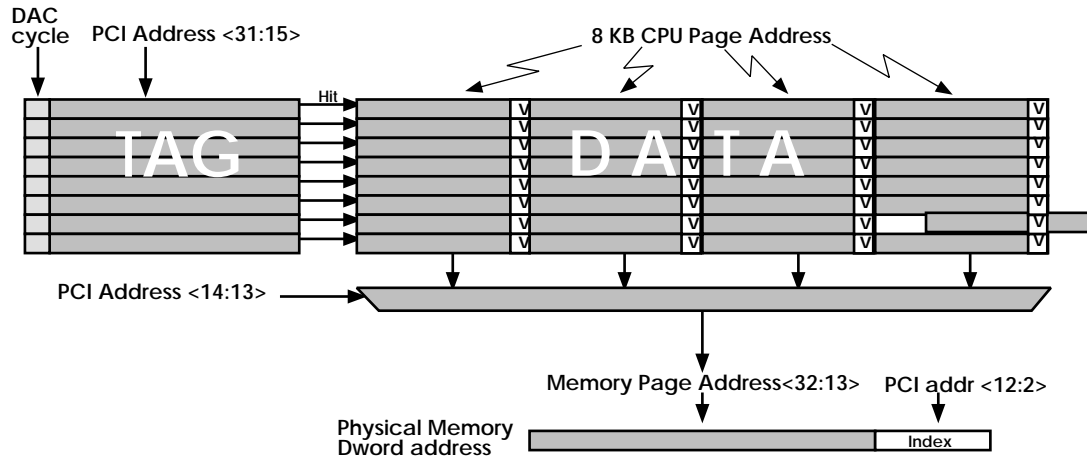 DAC
cycle
PCI Address <31:15>
8 KB CPU Page Address
Hit
TAG
DATA
V V V V
V V V V
V V V V
V V V V
V V V V
V V V V
V V V V
V V V V
PCI Address <14:13>
Memory Page Address<32:13>
PCI addr <12:2>
Physical Memory
Dword address
Index